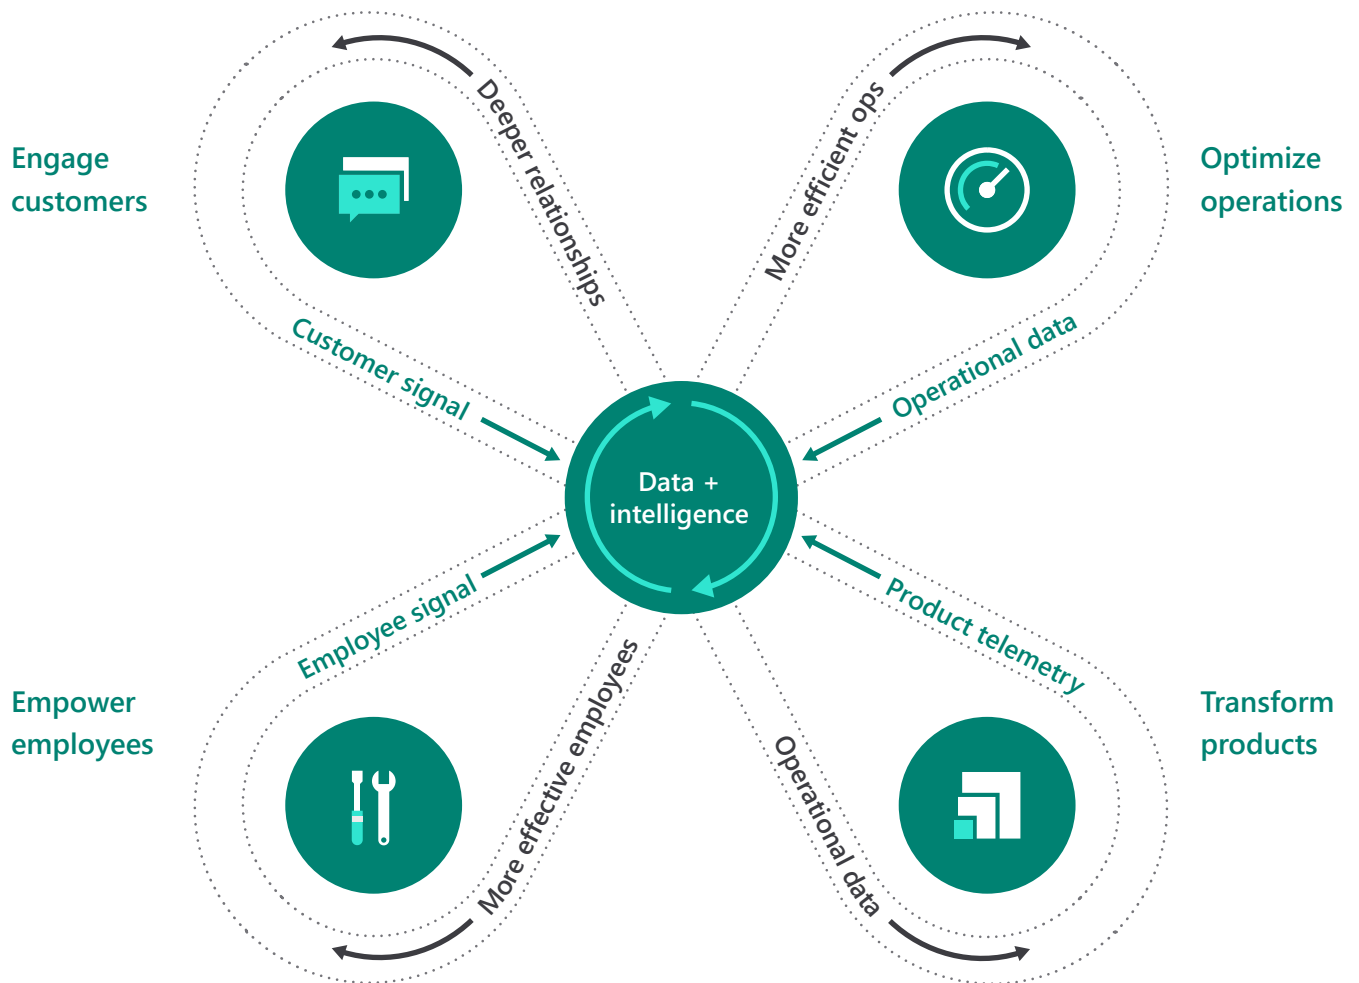 Engage
customers
Deeper relationships
Customer signal
More efficient ops
Operational data
Optimize
operations
Data +
intelligence
Empower
employees
Employee signal
More effective employees
Product telemetry
Operational data
Transform
products